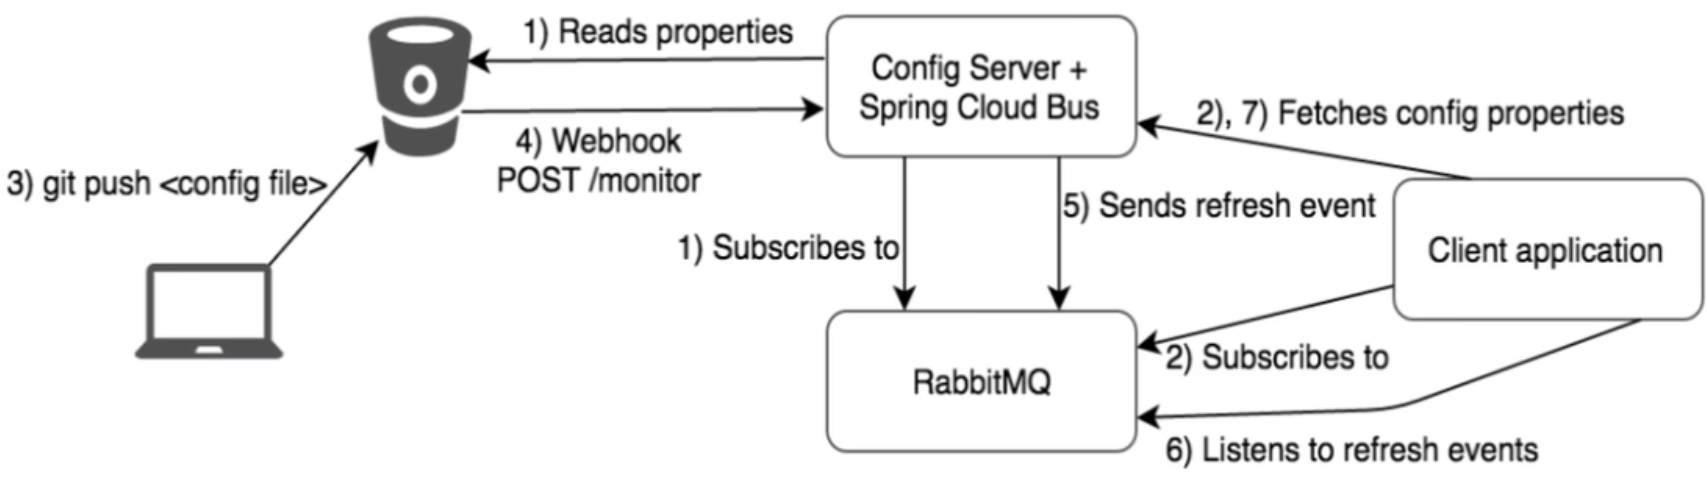 1) Reads properties
Config Server +
Spring Cloud Bus
2), 7) Fetches config properties
4) Webhook
POST /monitor
3) git push <config file>
5) Sends refresh event
1) Subscribes to
Client application
2) Subscribes to
RabbitMQ
6) Listens to refresh events